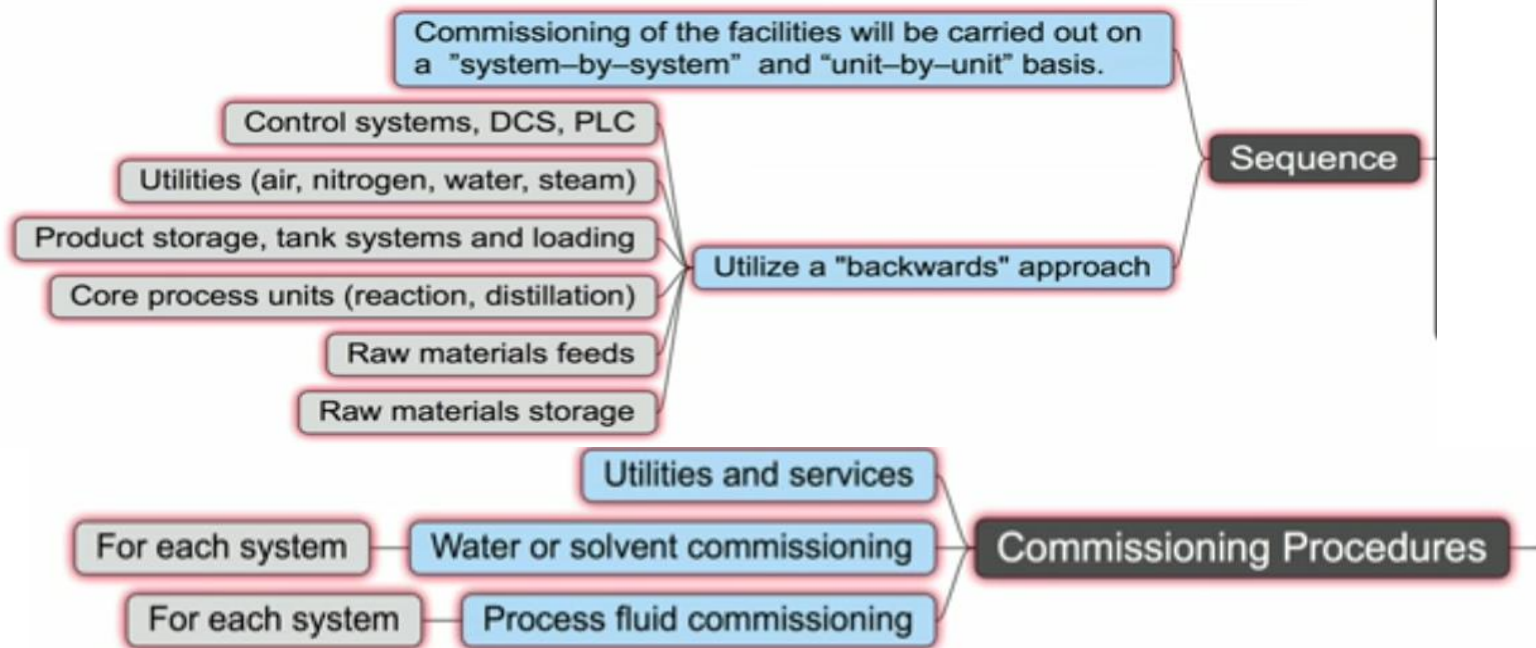 Commissioning of the facilities will be carried out on
a ”system–by–system” and “unit–by–unit” basis.
Control systems, DCS, PLC
Utilities (air, nitrogen, water, steam)
Product storage, tank systems and loading
Core process units (reaction, distillation)
Raw materials feeds
Raw materials storage
Utilize a "backwards" approach
Sequence
Utilities and services
For each system
Water or solvent commissioning
For each system
Process fluid commissioning
Commissioning Procedures